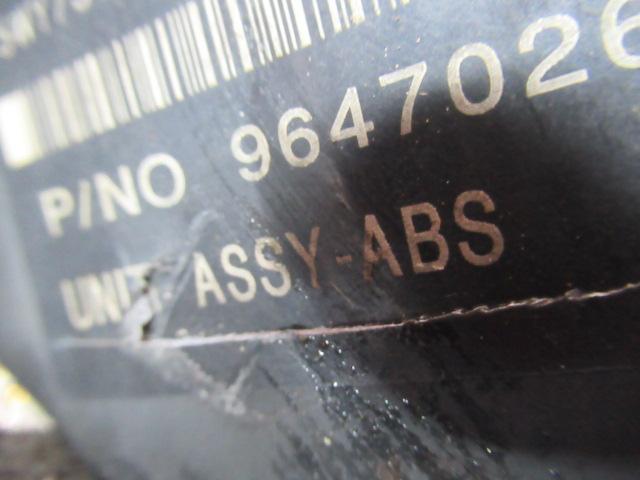 P/NO 9647026
UNIT ASSY-ABS